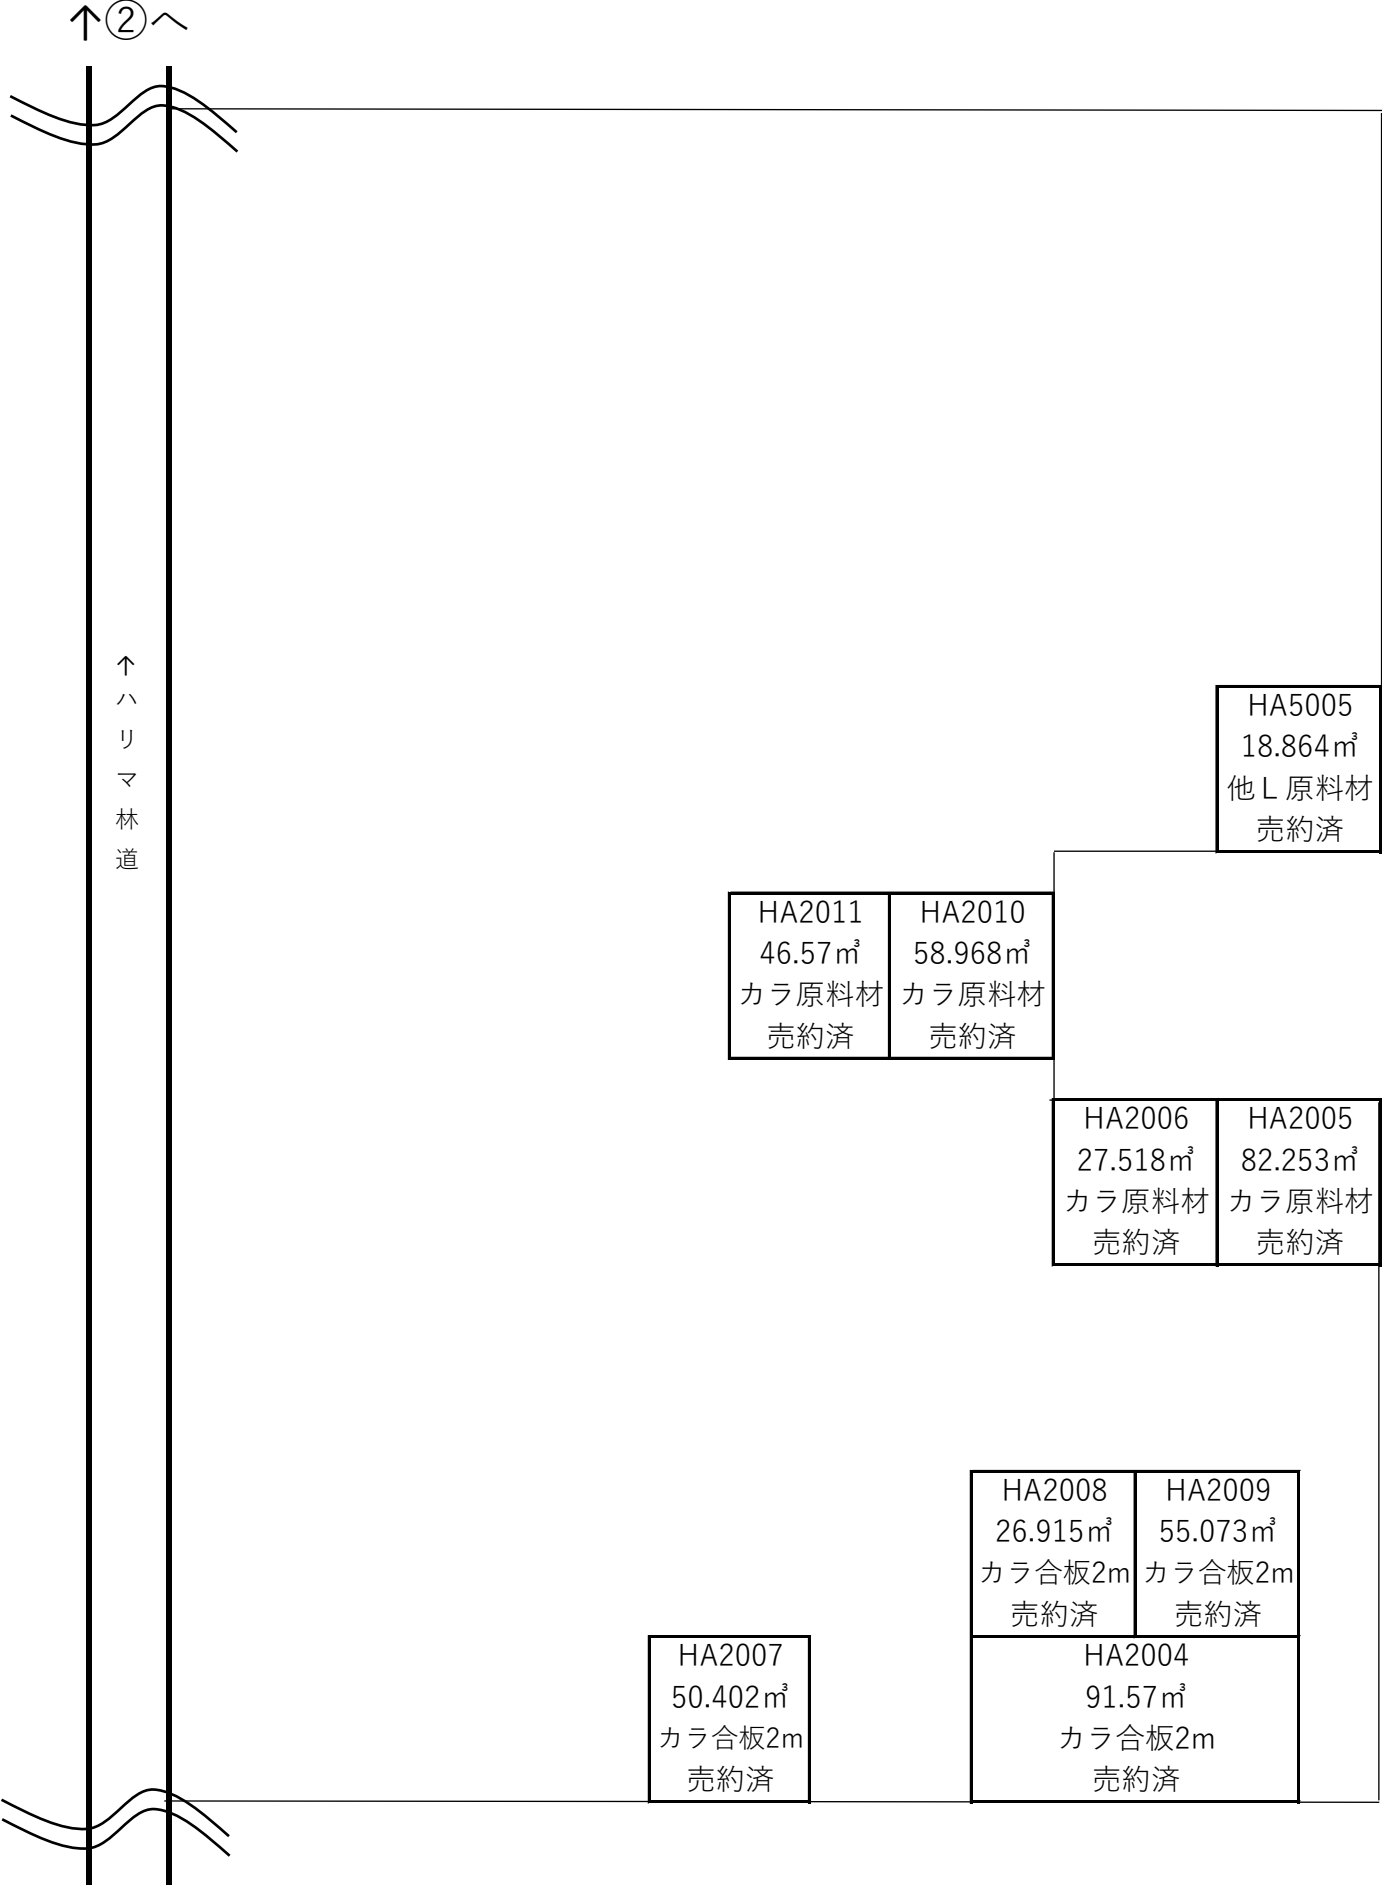 ↑②へ
↑ハリマ林道
HA5005
18.864㎥
他Ｌ原料材
売約済
HA2011
46.57㎥
カラ原料材
売約済
HA2010
58.968㎥
カラ原料材
売約済
HA2006
27.518㎥
カラ原料材
売約済
HA2005
82.253㎥
カラ原料材
売約済
HA2008
26.915㎥
カラ合板2m
売約済
HA2009
55.073㎥
カラ合板2m
売約済
HA2007
50.402㎥
カラ合板2m
売約済
HA2004
91.57㎥
カラ合板2m
売約済